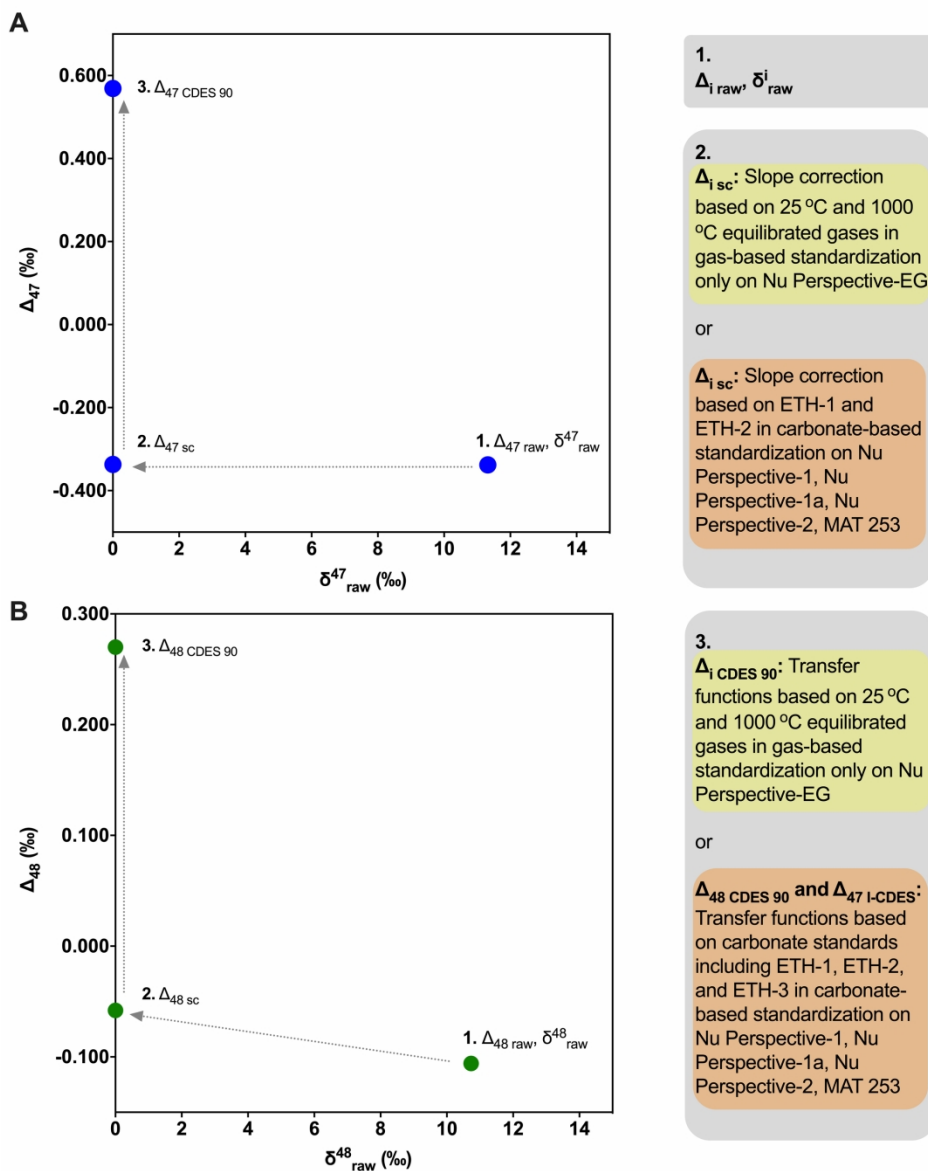 A
0.600
0.400
0.200
0.000
-0.200
-0.400
Δ47 (‰)
3. Δ47 CDES 90
2. Δ47 sc
1. Δ47 raw, δ47raw
0 2 4 6 8 10 12 14
δ47raw (‰)
B
0.300
0.200
0.100
0.000
-0.100
Δ48 (‰)
3. Δ48 CDES 90
2. Δ48 sc
1. Δ48 raw, δ48raw
0 2 4 6 8 10 12 14
δ48raw (‰)
1.
Δi raw, δiraw
2.
Δi sc: Slope correction
based on 25 oC and 1000
oC equilibrated gases in
gas-based standardization
only on Nu Perspective-EG
or
Δi sc: Slope correction
based on ETH-1 and
ETH-2 in carbonate-based
standardization on Nu
Perspective-1, Nu
Perspective-1a, Nu
Perspective-2, MAT 253
3.
Δi CDES 90: Transfer
functions based on 25 oC
and 1000 oC equilibrated
gases in gas-based
standardization only on Nu
Perspective-EG
or
Δ48 CDES 90 and Δ47 I-CDES:
Transfer functions based
on carbonate standards
including ETH-1, ETH-2,
and ETH-3 in carbonate-
based standardization on
Nu Perspective-1, Nu
Perspective-1a, Nu
Perspective-2, MAT 253